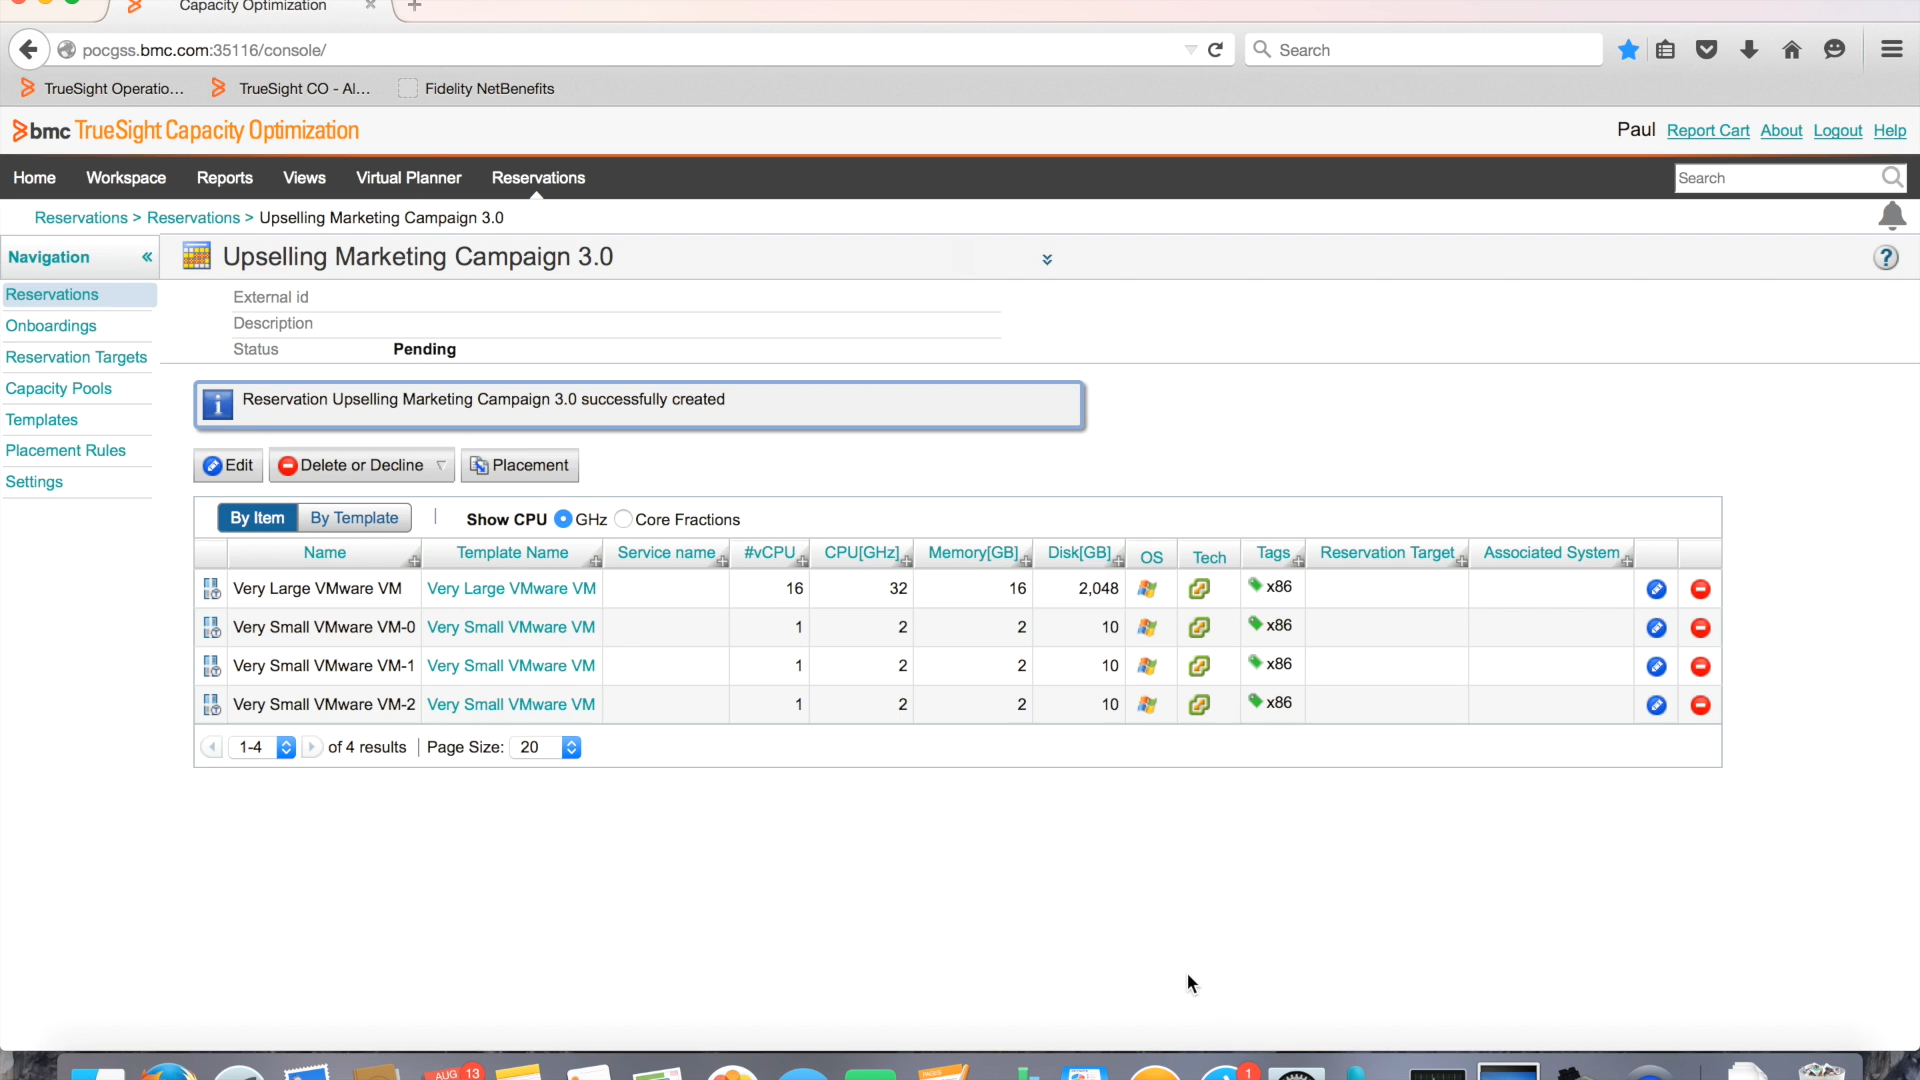 Capacity Optimization
pocgss.bmc.com:35116/console/
Search
TrueSight Operatio...
TrueSight CO - Al...
Fidelity NetBenefits
bmc TrueSight Capacity Optimization
Paul Report Cart About Logout Help
Home Workspace Reports Views Virtual Planner Reservations
Search
Reservations > Reservations > Upselling Marketing Campaign 3.0
Navigation «
Upselling Marketing Campaign 3.0
?
Reservations
Onboardings
Reservation Targets
Capacity Pools
Templates
Placement Rules
Settings
External id
Description
Status Pending
i Reservation Upselling Marketing Campaign 3.0 successfully created
Edit Delete or Decline Placement
By Item By Template | Show CPU GHz Core Fractions
Name Template Name Service name #vCPU CPU[GHz] Memory[GB] Disk[GB] OS Tech Tags Reservation Target Associated System
Very Large VMware VM Very Large VMware VM 16 32 16 2,048 x86
Very Small VMware VM-0 Very Small VMware VM 1 2 2 10 x86
Very Small VMware VM-1 Very Small VMware VM 1 2 2 10 x86
Very Small VMware VM-2 Very Small VMware VM 1 2 2 10 x86
1-4 of 4 results | Page Size: 20
AUG 13
1